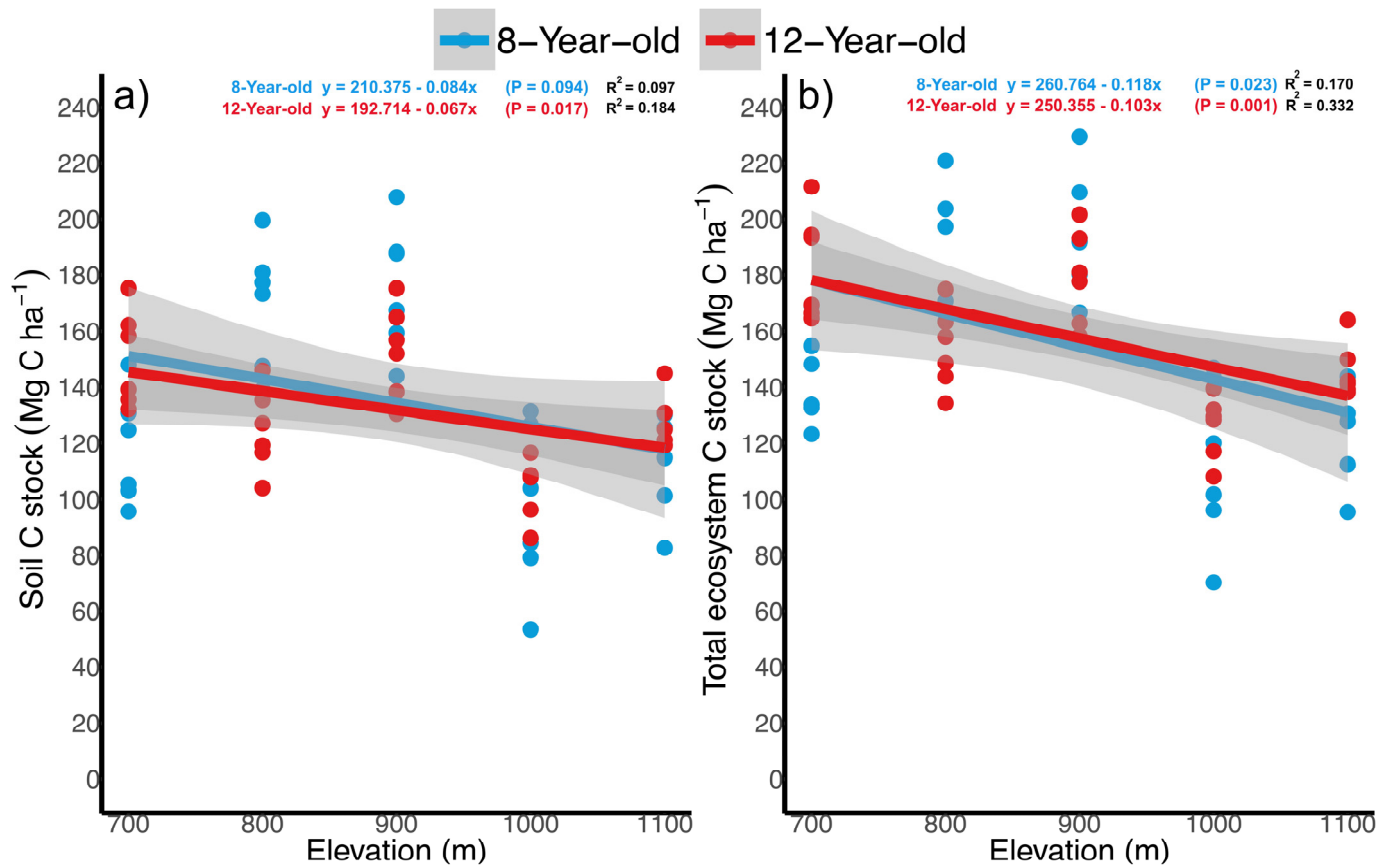 8-Year-old 12-Year-old
a)
8-Year-old y = 210.375 - 0.084x (P = 0.094) R² = 0.097
12-Year-old y = 192.714 - 0.067x (P = 0.017) R² = 0.184
240
220
200
180
160
140
120
100
80
60
40
20
0
Soil C stock (Mg C ha⁻¹)
700 800 900 1000 1100
Elevation (m)
b)
8-Year-old y = 260.764 - 0.118x (P = 0.023) R² = 0.170
12-Year-old y = 250.355 - 0.103x (P = 0.001) R² = 0.332
240
220
200
180
160
140
120
100
80
60
40
20
0
Total ecosystem C stock (Mg C ha⁻¹)
700 800 900 1000 1100
Elevation (m)